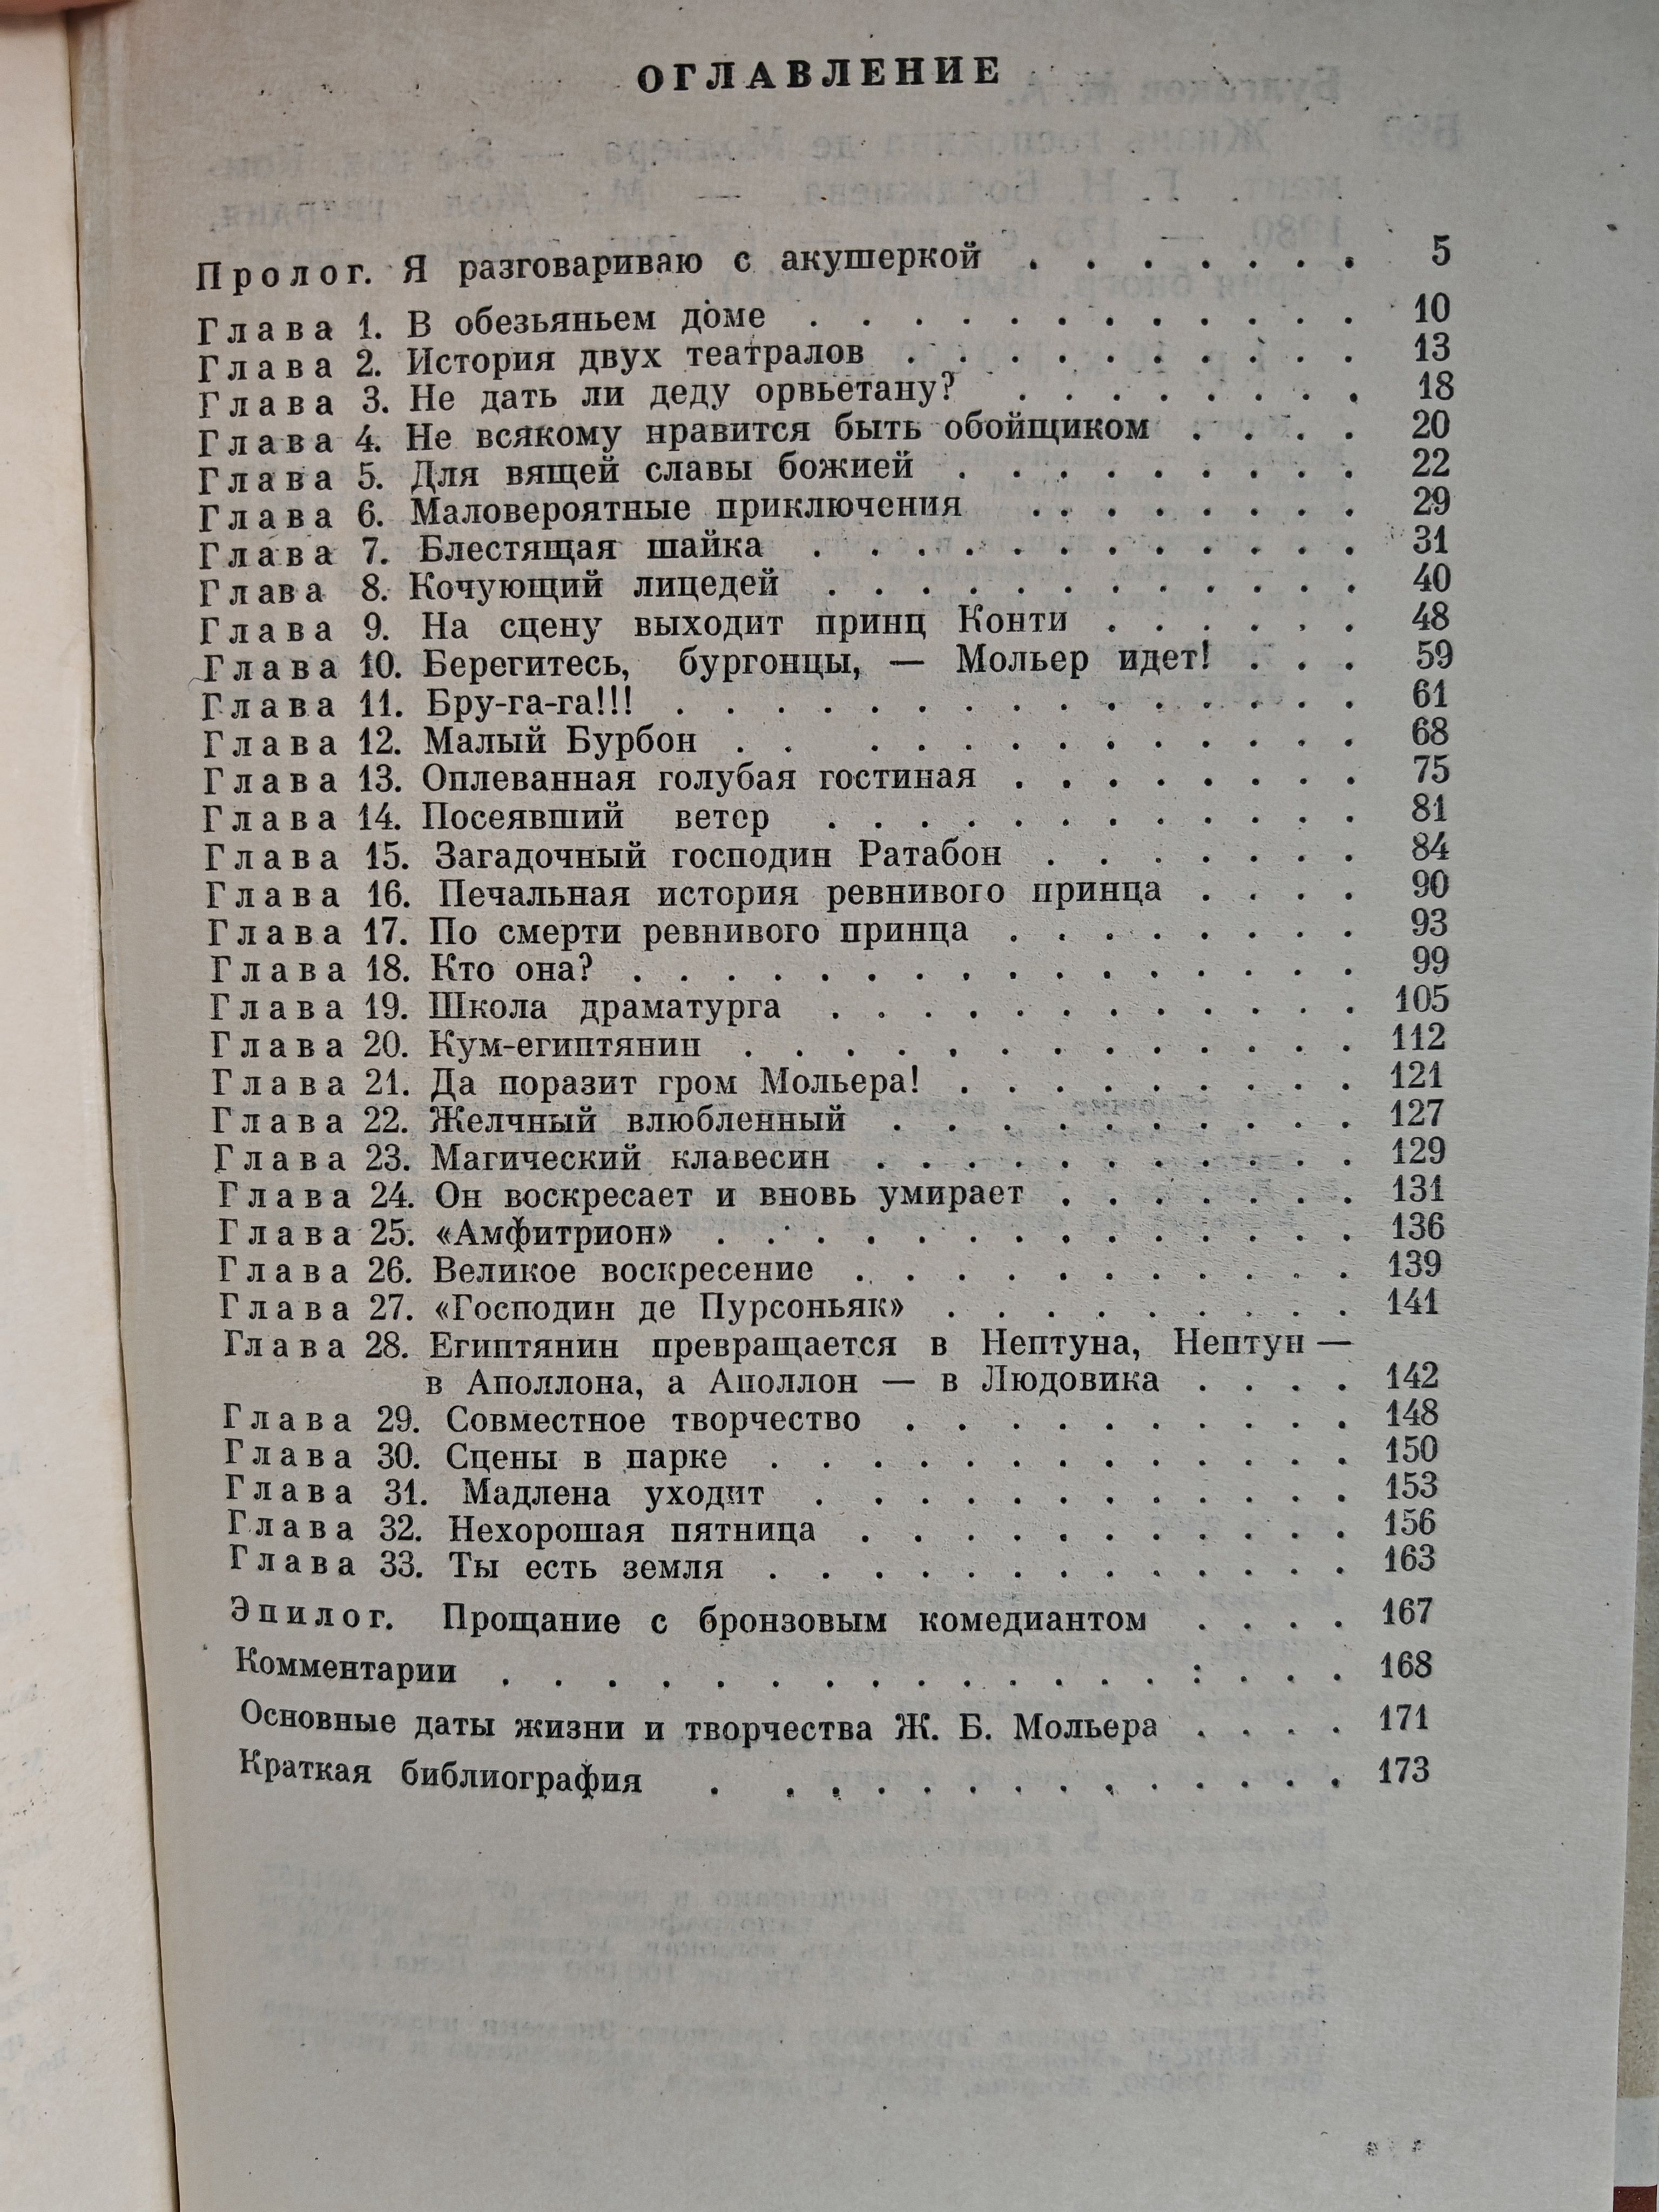 ОГЛАВЛЕНИЕ
Пролог. Я разговариваю с акушеркой . . . . . . . 5
Глава 1. В обезьяньем доме . . . . . . . . . . . . 10
Глава 2. История двух театралов . . . . . . . . . . 13
Глава 3. Не дать ли деду орвьетану? . . . . . . . . 18
Глава 4. Не всякому нравится быть обойщиком . . . . 20
Глава 5. Для вящей славы божией . . . . . . . . . 22
Глава 6. Маловероятные приключения . . . . . . . . 29
Глава 7. Блестящая шайка . . . . . . . . . . . . 31
Глава 8. Кочующий лицедей . . . . . . . . . . . . 40
Глава 9. На сцену выходит принц Конти . . . . . . 48
Глава 10. Берегитесь, бургонцы, — Мольер идет! . . . 59
Глава 11. Бру-га-га!!! . . . . . . . . . . . . . . . 61
Глава 12. Малый Бурбон . . . . . . . . . . . . . 68
Глава 13. Оплеванная голубая гостиная . . . . . . . . 75
Глава 14. Посеявший ветер . . . . . . . . . . . . 81
Глава 15. Загадочный господин Ратабон . . . . . . . 84
Глава 16. Печальная история ревнивого принца . . . . 90
Глава 17. По смерти ревнивого принца . . . . . . . . 93
Глава 18. Кто она? . . . . . . . . . . . . . . . . 99
Глава 19. Школа драматурга . . . . . . . . . . . . 105
Глава 20. Кум-египтянин . . . . . . . . . . . . . 112
Глава 21. Да поразит гром Мольера! . . . . . . . . . 121
Глава 22. Желчный влюбленный . . . . . . . . . . 127
Глава 23. Магический клавесин . . . . . . . . . . . 129
Глава 24. Он воскресает и вновь умирает . . . . . . . 131
Глава 25. «Амфитрион» . . . . . . . . . . . . . . 136
Глава 26. Великое воскресение . . . . . . . . . . . 139
Глава 27. «Господин де Пурсоньяк» . . . . . . . . . 141
Глава 28. Египтянин превращается в Нептуна, Нептун —
в Аполлона, а Аполлон — в Людовика . . . . 142
Глава 29. Совместное творчество . . . . . . . . . . 148
Глава 30. Сцены в парке . . . . . . . . . . . . . 150
Глава 31. Мадлена уходит . . . . . . . . . . . . 153
Глава 32. Нехорошая пятница . . . . . . . . . . . 156
Глава 33. Ты есть земля . . . . . . . . . . . . . 163
Эпилог. Прощание с бронзовым комедиантом . . . . 167
Комментарии . . . . . . . . . . . . . . : . . . 168
Основные даты жизни и творчества Ж. Б. Мольера . . . . 171
Краткая библиография . . . . . . . . . . . . . 173